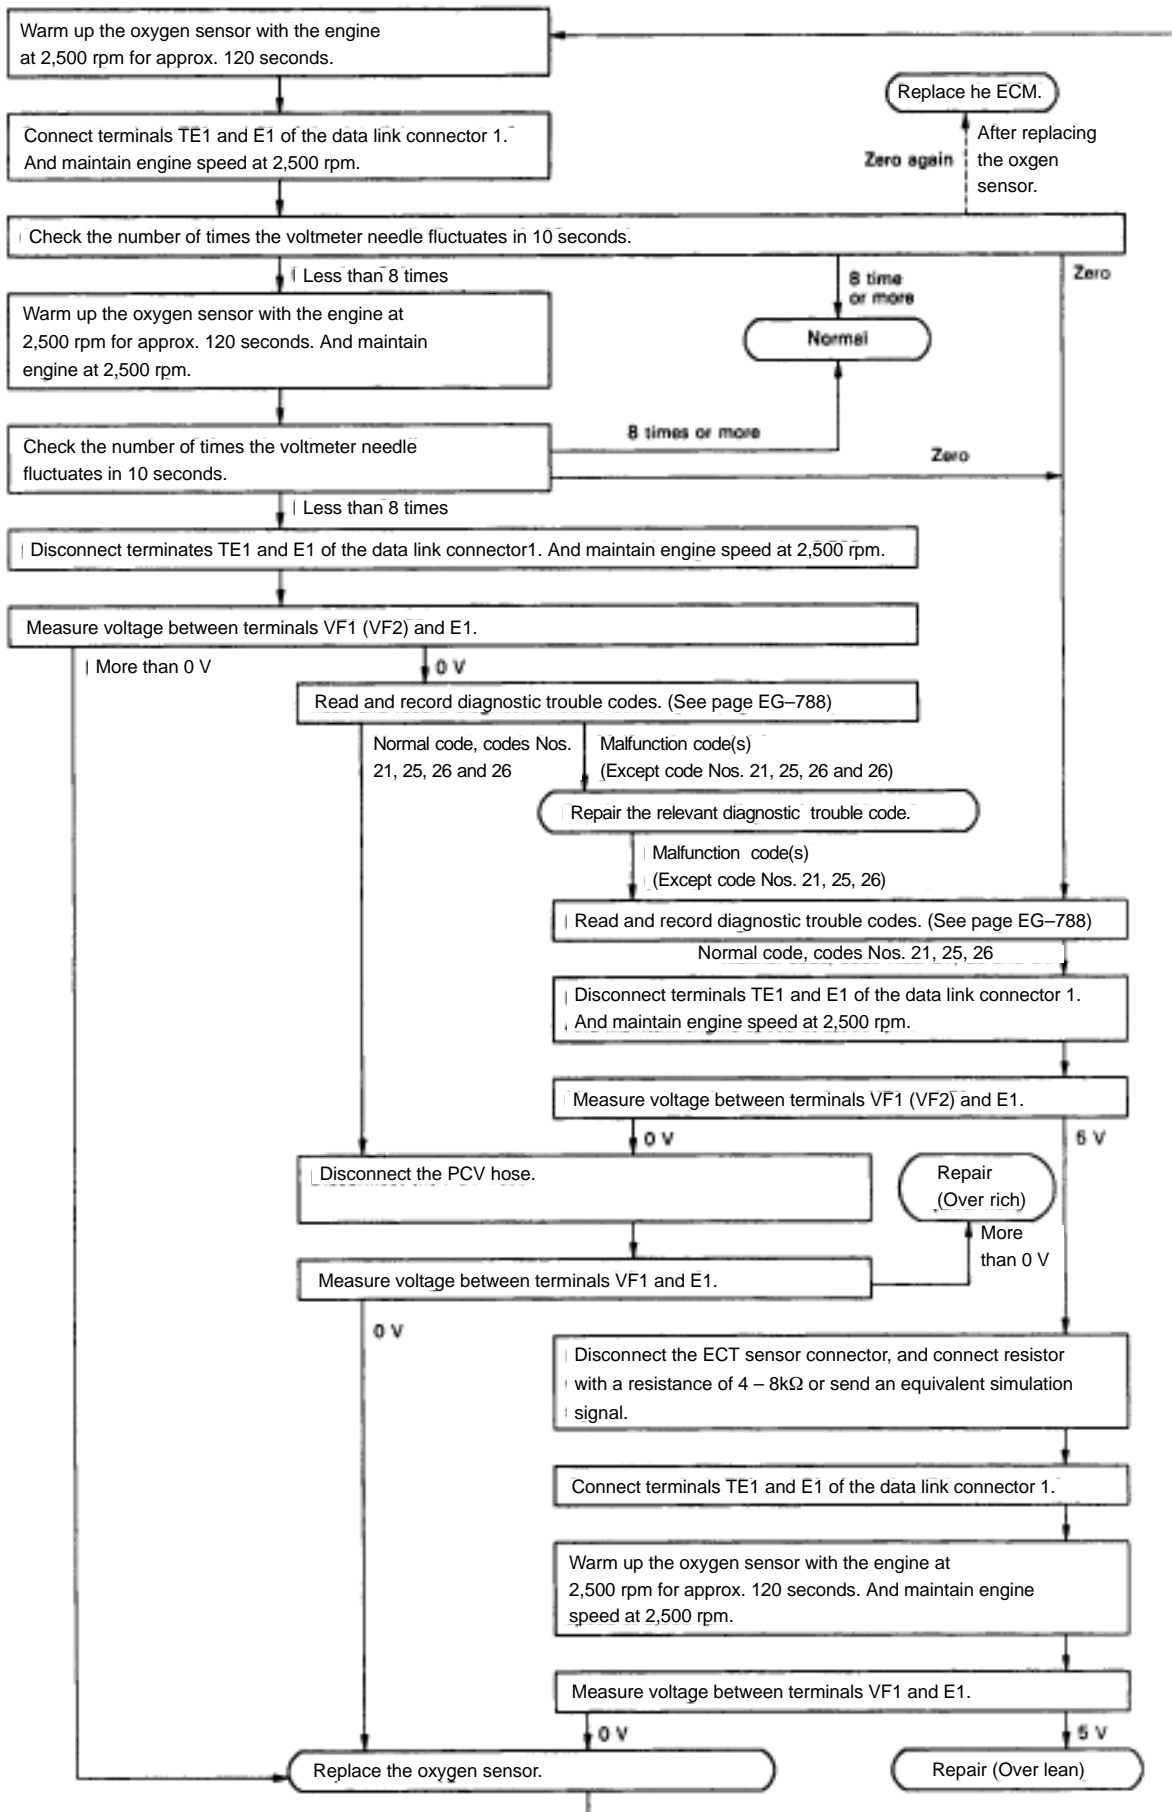 Warm up the oxygen sensor with the engine
at 2,500 rpm for approx. 120 seconds.
Replace he ECM.
Connect terminals TE1 and E1 of the data link connector 1.
And maintain engine speed at 2,500 rpm.
Zero again
After replacing
the oxgen
sensor.
Check the number of times the voltmeter needle fluctuates in 10 seconds.
Less than 8 times
8 time
or more
Zero
Warm up the oxygen sensor with the engine at
2,500 rpm for approx. 120 seconds. And maintain
engine at 2,500 rpm.
Normal
Check the number of times the voltmeter needle
fluctuates in 10 seconds.
8 times or more
Zero
Less than 8 times
Disconnect terminates TE1 and E1 of the data link connector1. And maintain engine speed at 2,500 rpm.
Measure voltage between terminals VF1 (VF2) and E1.
More than 0 V
0 V
Read and record diagnostic trouble codes. (See page EG–788)
Normal code, codes Nos.
21, 25, 26 and 26
Malfunction code(s)
(Except code Nos. 21, 25, 26 and 26)
Repair the relevant diagnostic trouble code.
Malfunction code(s)
(Except code Nos. 21, 25, 26)
Read and record diagnostic trouble codes. (See page EG–788)
Normal code, codes Nos. 21, 25, 26
Disconnect terminals TE1 and E1 of the data link connector 1.
And maintain engine speed at 2,500 rpm.
Measure voltage between terminals VF1 (VF2) and E1.
0 V
5 V
Disconnect the PCV hose.
Repair
(Over rich)
More
than 0 V
Measure voltage between terminals VF1 and E1.
0 V
Disconnect the ECT sensor connector, and connect resistor
with a resistance of 4 – 8kΩ or send an equivalent simulation
signal.
Connect terminals TE1 and E1 of the data link connector 1.
Warm up the oxygen sensor with the engine at
2,500 rpm for approx. 120 seconds. And maintain engine
speed at 2,500 rpm.
Measure voltage between terminals VF1 and E1.
0 V
5 V
Replace the oxygen sensor.
Repair (Over lean)